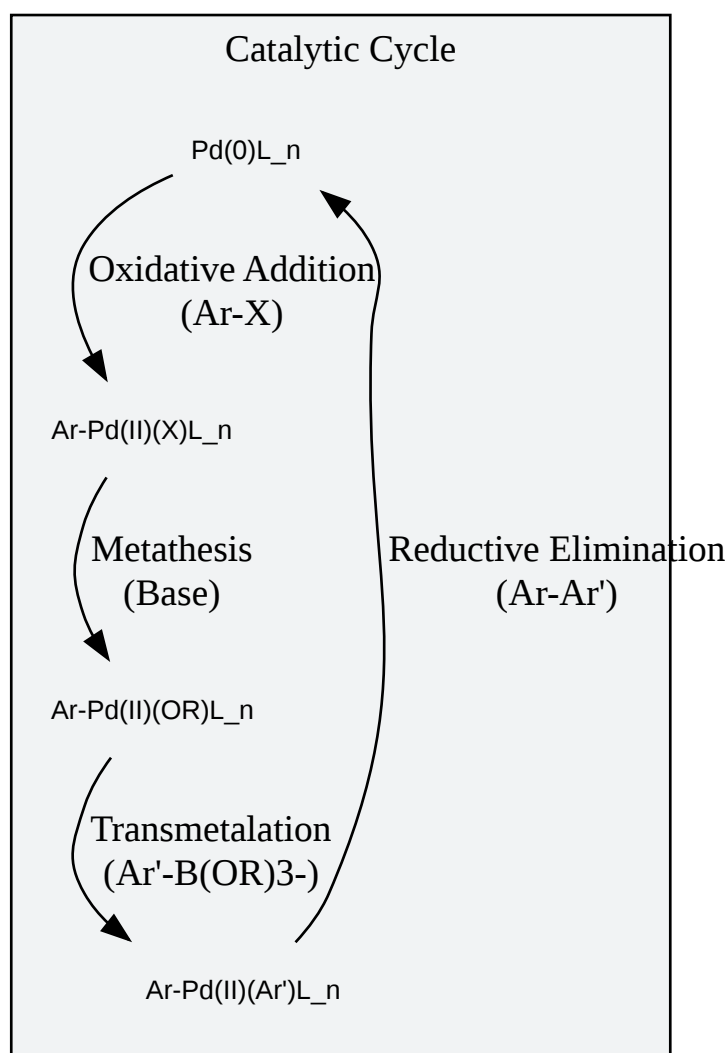 Catalytic Cycle
Pd(0)L_n
Oxidative Addition
(Ar-X)
Ar-Pd(II)(X)L_n
Metathesis
(Base)
Reductive Elimination
(Ar-Ar')
Ar-Pd(II)(OR)L_n
Transmetalation
(Ar'-B(OR)3-)
Ar-Pd(II)(Ar')L_n